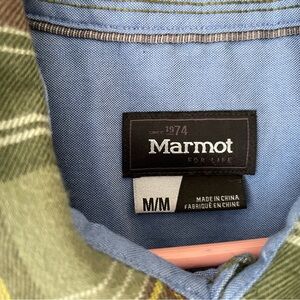 SINCE 1974
Marmot
FOR LIFE
M/M
MADE IN CHINA
FABRIQUÉ EN CHINE